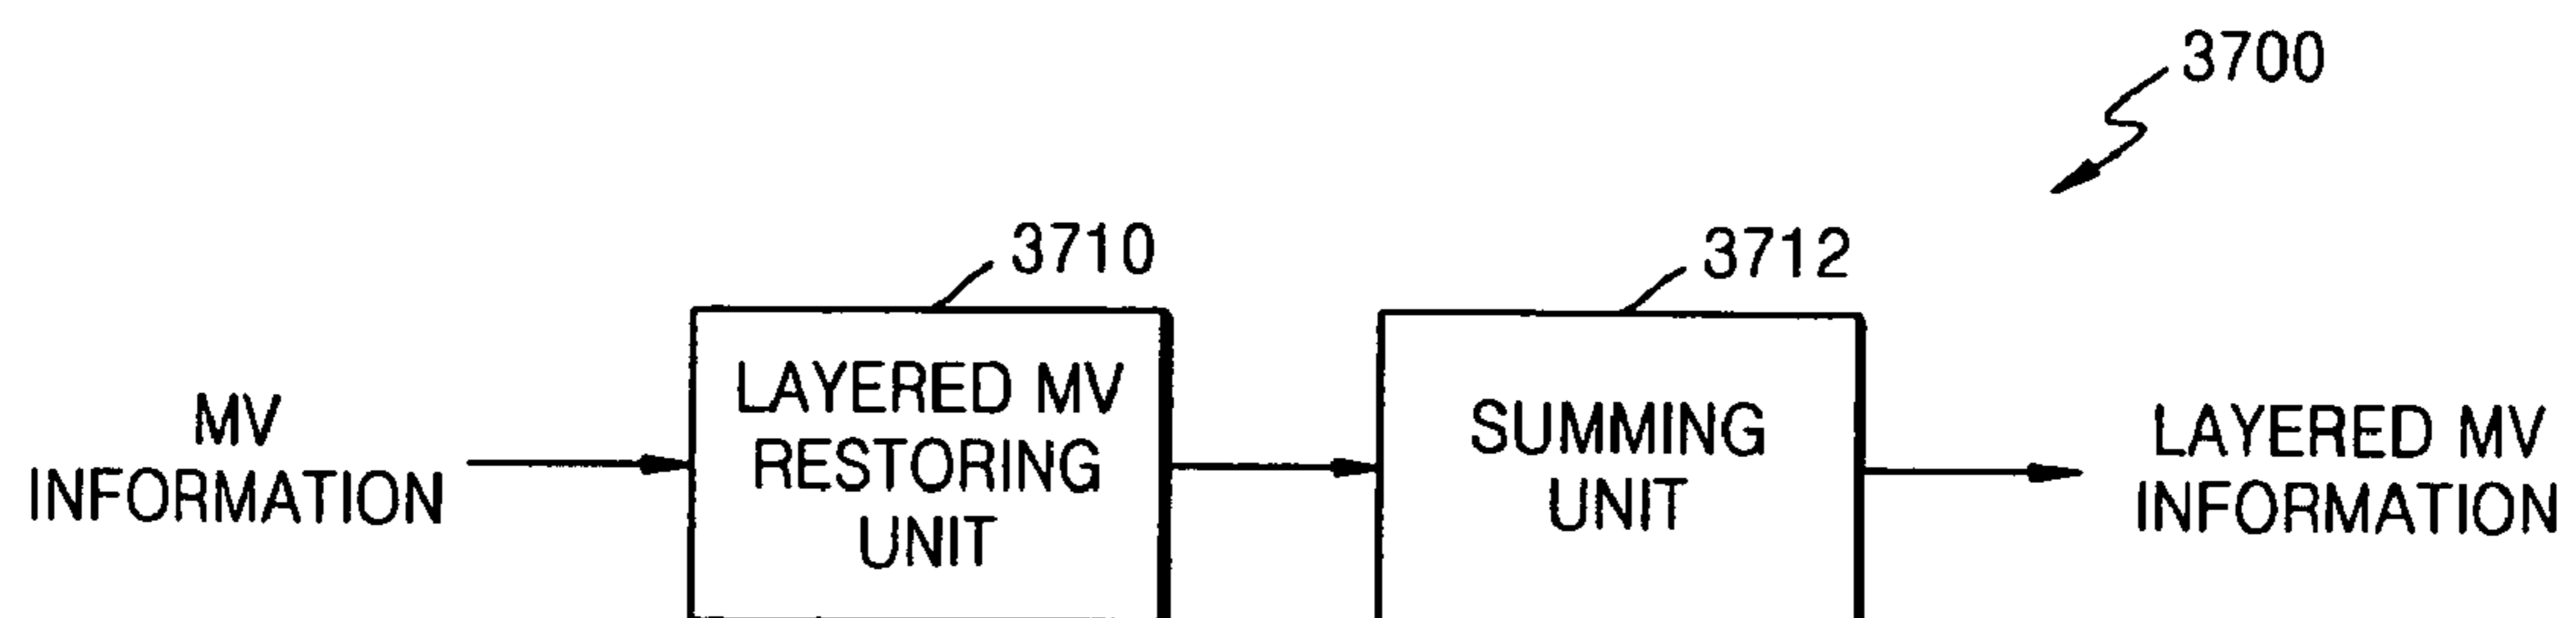 3700
3710
3712
MV
INFORMATION
LAYERED MV
RESTORING
UNIT
SUMMING
UNIT
LAYERED MV
INFORMATION